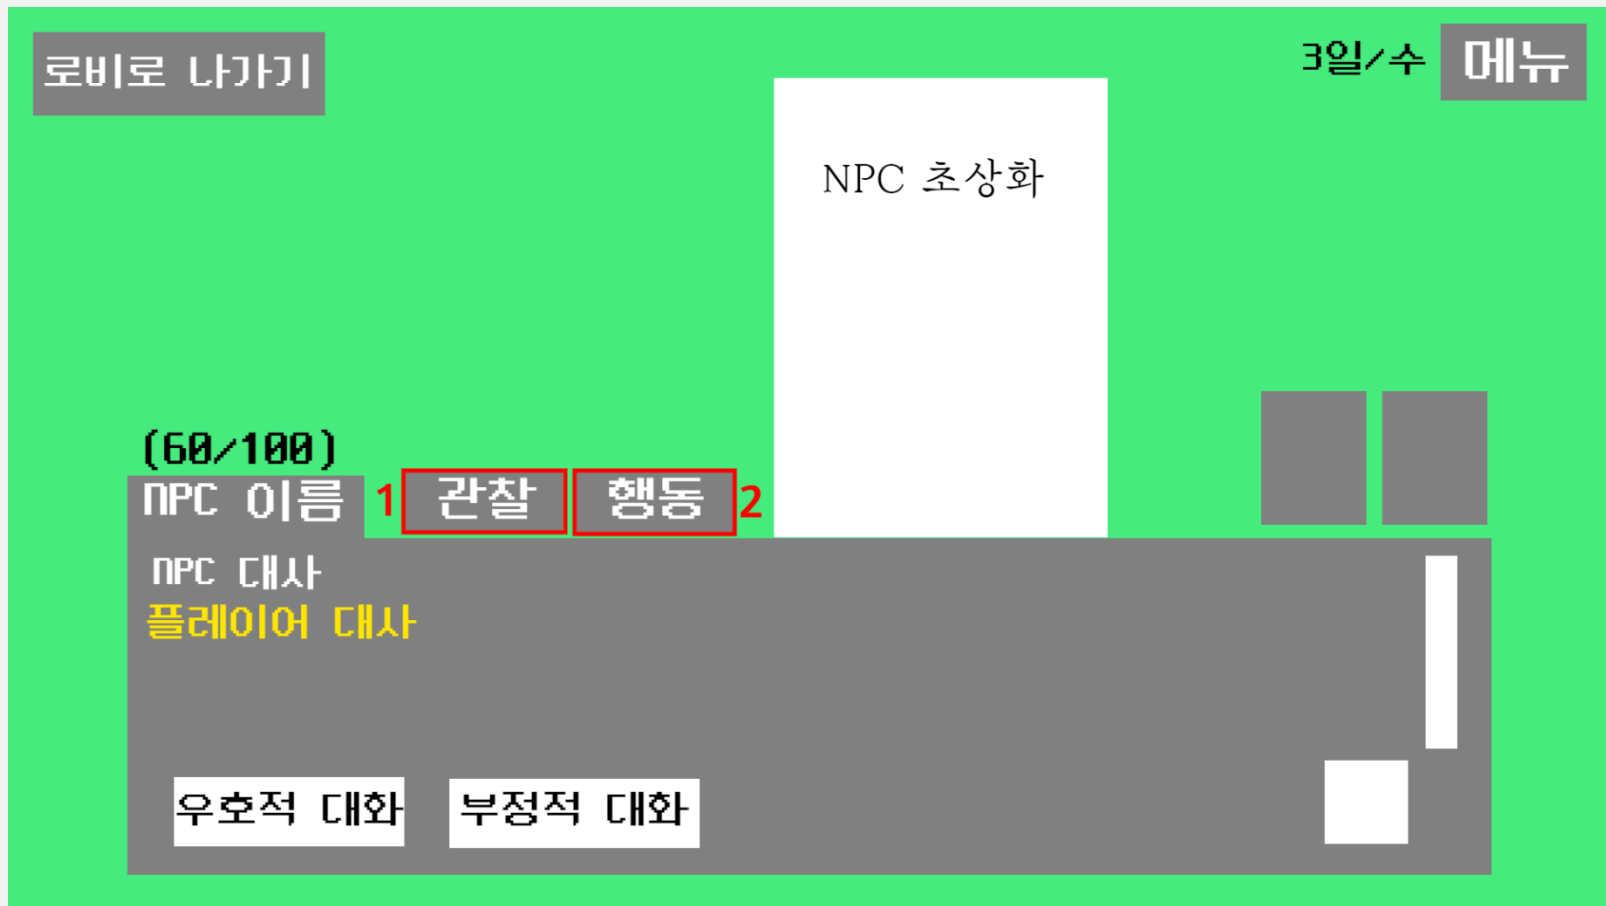 로비로 나가기
3일/수
메뉴
NPC 초상화
(60/100)
NPC 이름
1
관찰
행동
2
NPC 대사
플레이어 대사
우호적 대화
부정적 대화